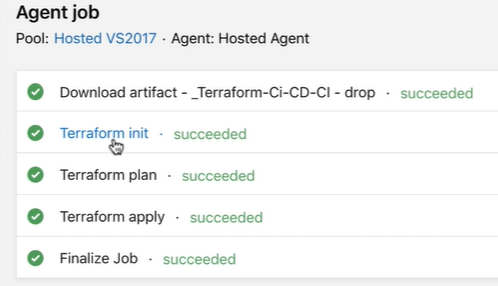 Agent job
Pool: Hosted VS2017 · Agent: Hosted Agent
Download artifact - _Terraform-Ci-CD-CI - drop · succeeded
Terraform init · succeeded
Terraform plan · succeeded
Terraform apply · succeeded
Finalize Job · succeeded